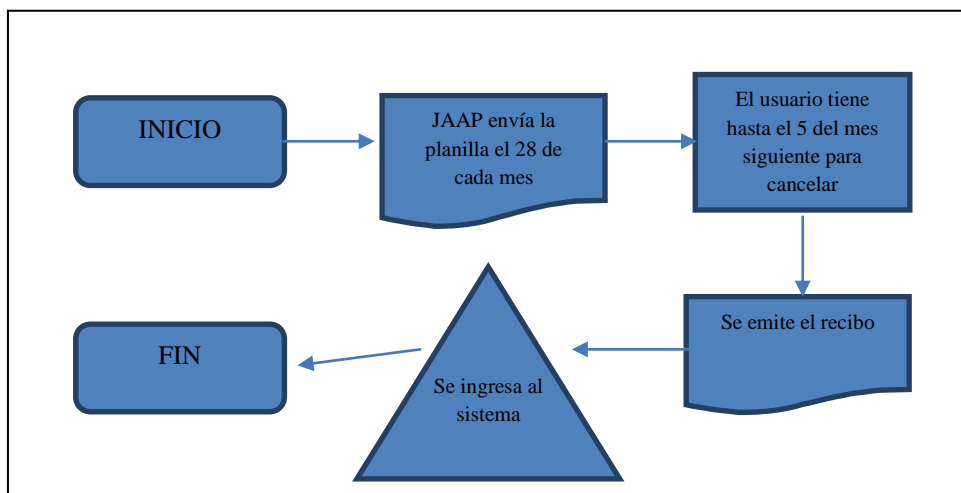 INICIO
JAAP envía la
planilla el 28 de
cada mes
El usuario tiene
hasta el 5 del mes
siguiente para
cancelar
Se emite el recibo
Se ingresa al
sistema
FIN